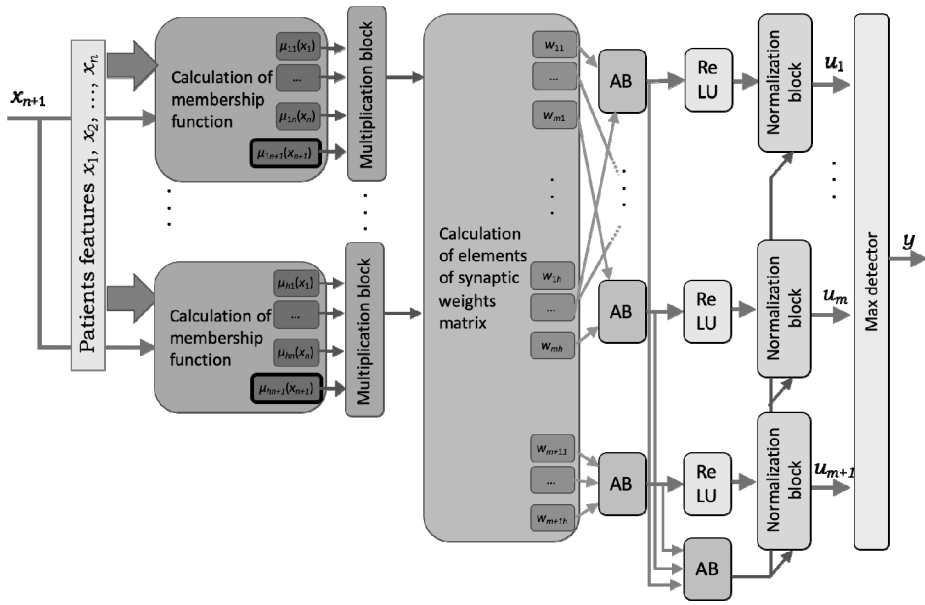 x_{n+1}
Patients features x_1, x_2, ..., x_n
Calculation of
membership
function
μ_{11}(x_1)
...
μ_{1n}(x_n)
μ_{1n+1}(x_{n+1})
Multiplication block
Calculation of
membership
function
μ_{h1}(x_1)
...
μ_{hn}(x_n)
μ_{hn+1}(x_{n+1})
Multiplication block
Calculation
of elements
of synaptic
weights
matrix
w_{11}
...
w_{m1}
w_{1h}
...
w_{mh}
w_{m+11}
...
w_{m+1h}
AB
AB
AB
AB
Re
LU
Re
LU
Re
LU
Normalization
block
Normalization
block
Normalization
block
u_1
u_m
u_{m+1}
Max detector
y